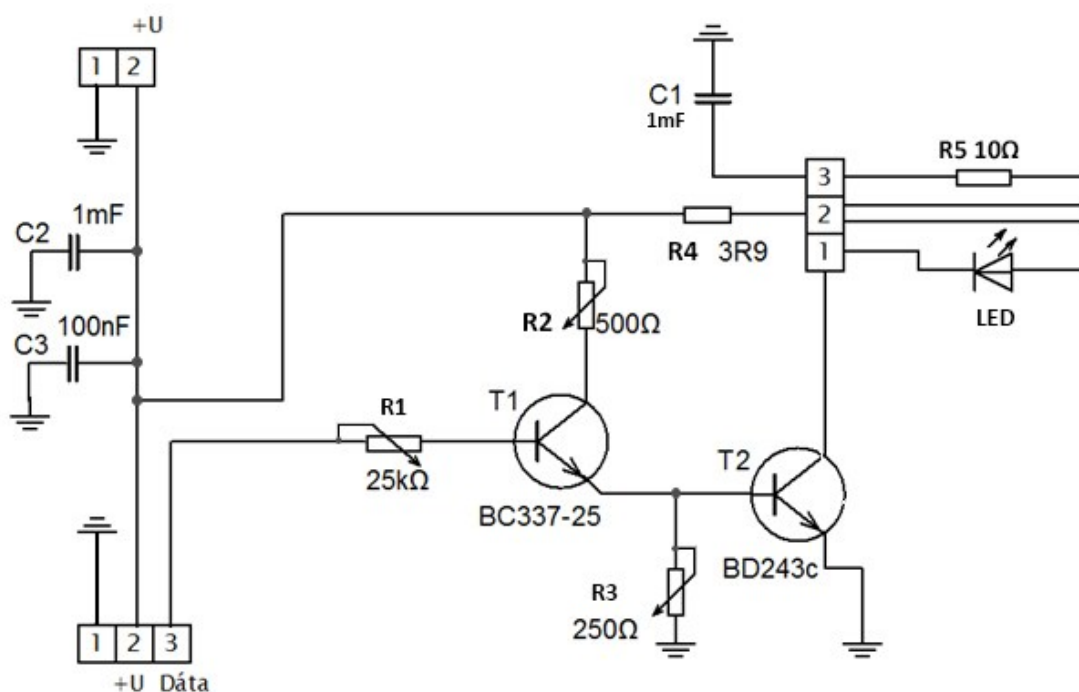 +U
1 2
C1
1mF
R5 10Ω
3
2
1
1mF
C2
R4 3R9
LED
100nF
C3
R2
500Ω
R1
T1
25kΩ
T2
BC337-25
BD243c
R3
250Ω
1 2 3
+U Dáta